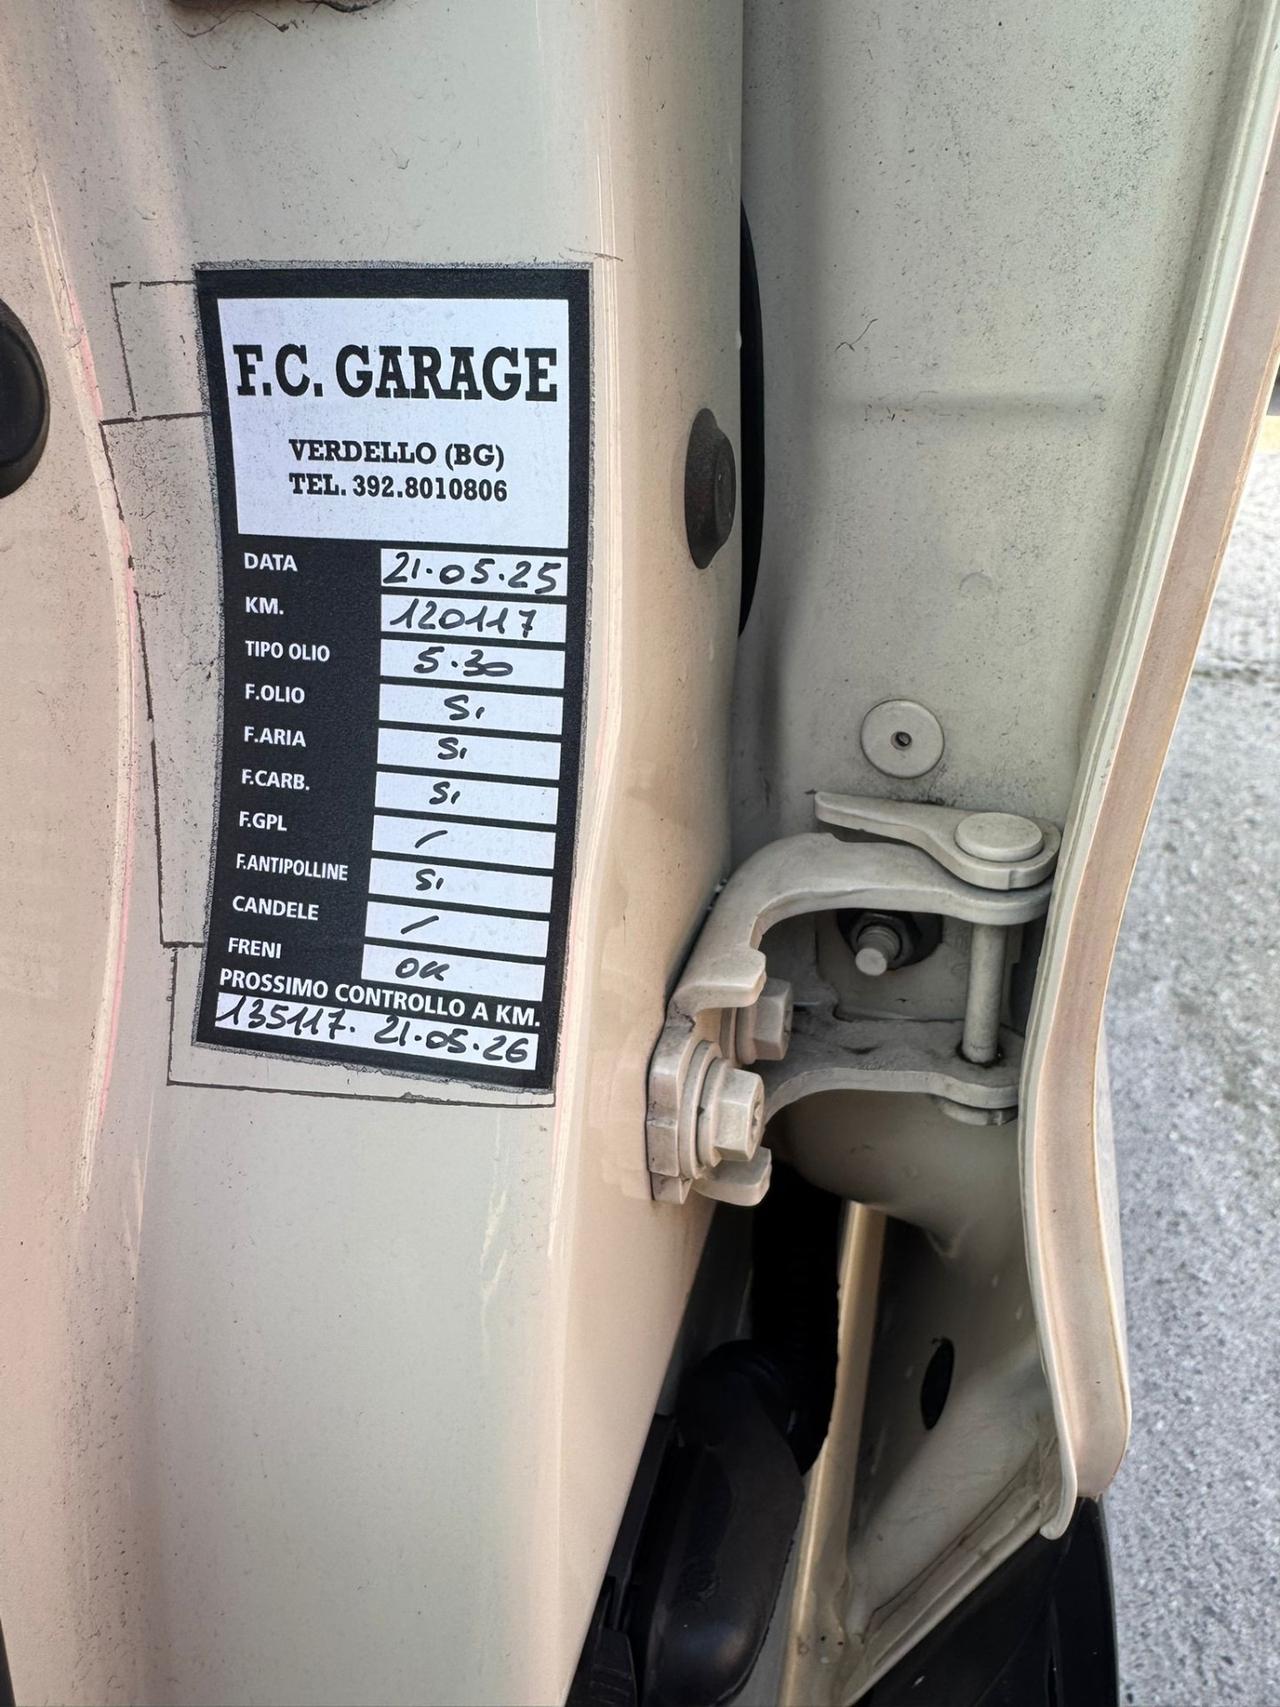 F.C. GARAGE
VERDELLO (BG)
TEL. 392.8010806
DATA 21.05.25
KM. 120117
TIPO OLIO 5.30
F.OLIO Si
F.ARIA Si
F.CARB. Si
F.GPL /
F.ANTIPOLLINE Si
CANDELE /
FRENI OK
PROSSIMO CONTROLLO A KM.
135117. 21.05.26